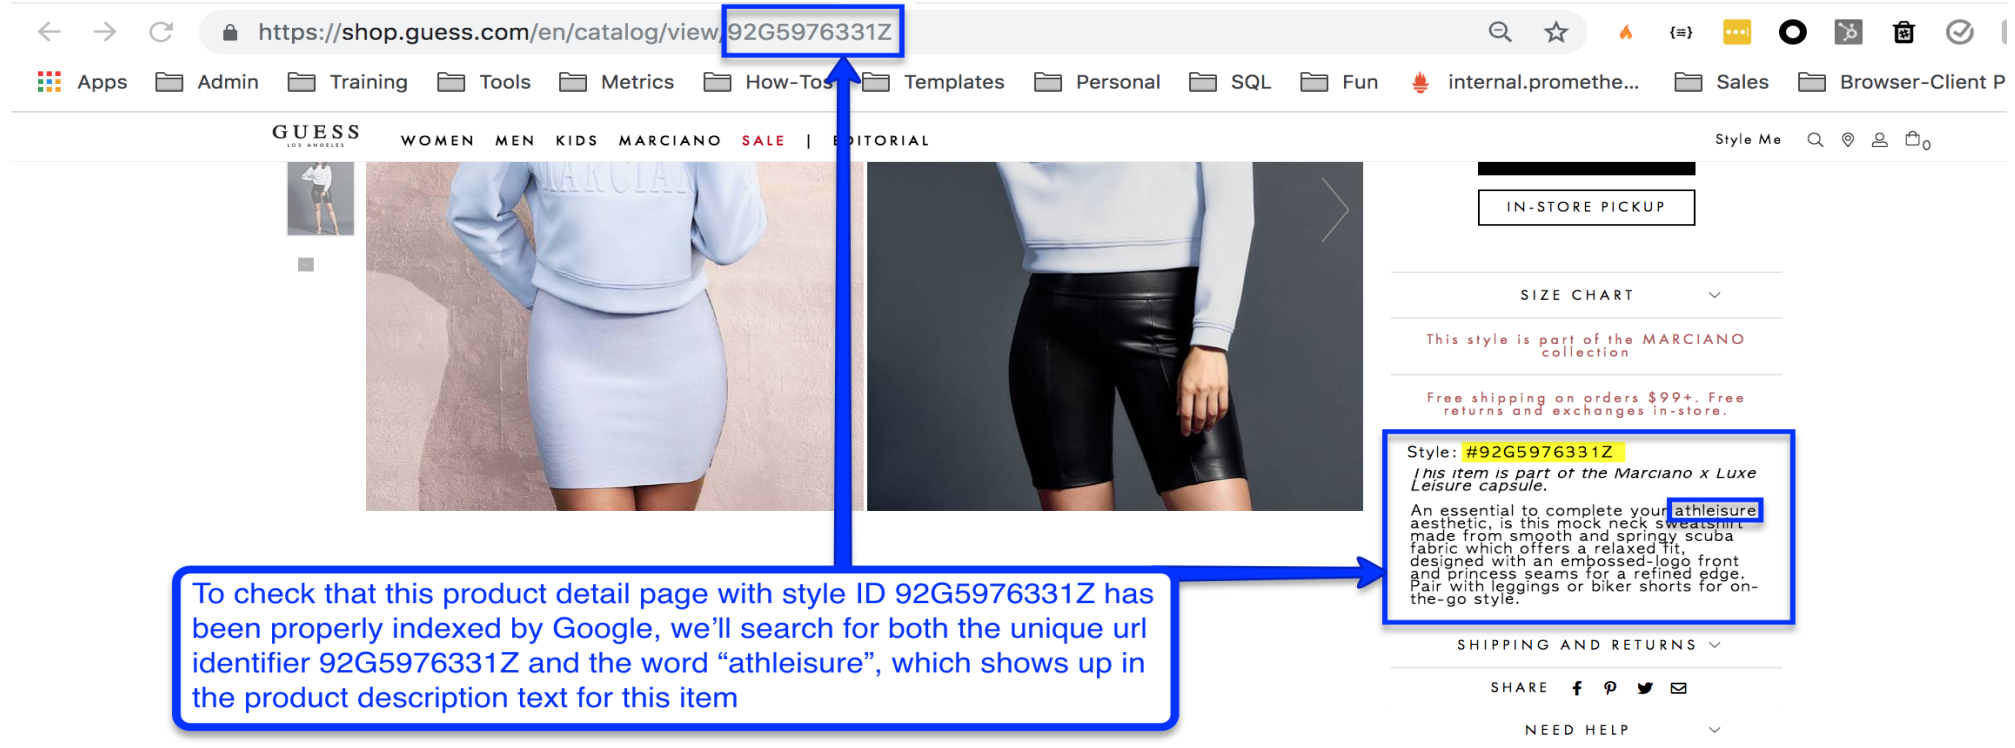 https://shop.guess.com/en/catalog/view/92G5976331Z
Apps Admin Training Tools Metrics How-Tos Templates Personal SQL Fun internal.promethe... Sales Browser-Client P
GUESS
LOS ANGELES
WOMEN MEN KIDS MARCIANO SALE | EDITORIAL
Style Me
0
MARCIANO
IN-STORE PICKUP
SIZE CHART
This style is part of the MARCIANO
collection
Free shipping on orders $99+. Free
returns and exchanges in-store.
Style: #92G5976331Z
This item is part of the Marciano x Luxe
Leisure capsule.
An essential to complete your athleisure
aesthetic, is this mock neck sweatshirt
made from smooth and springy scuba
fabric which offers a relaxed fit,
designed with an embossed-logo front
and princess seams for a refined edge.
Pair with leggings or biker shorts for on-
the-go style.
SHIPPING AND RETURNS
SHARE
NEED HELP
To check that this product detail page with style ID 92G5976331Z has
been properly indexed by Google, we'll search for both the unique url
identifier 92G5976331Z and the word “athleisure”, which shows up in
the product description text for this item